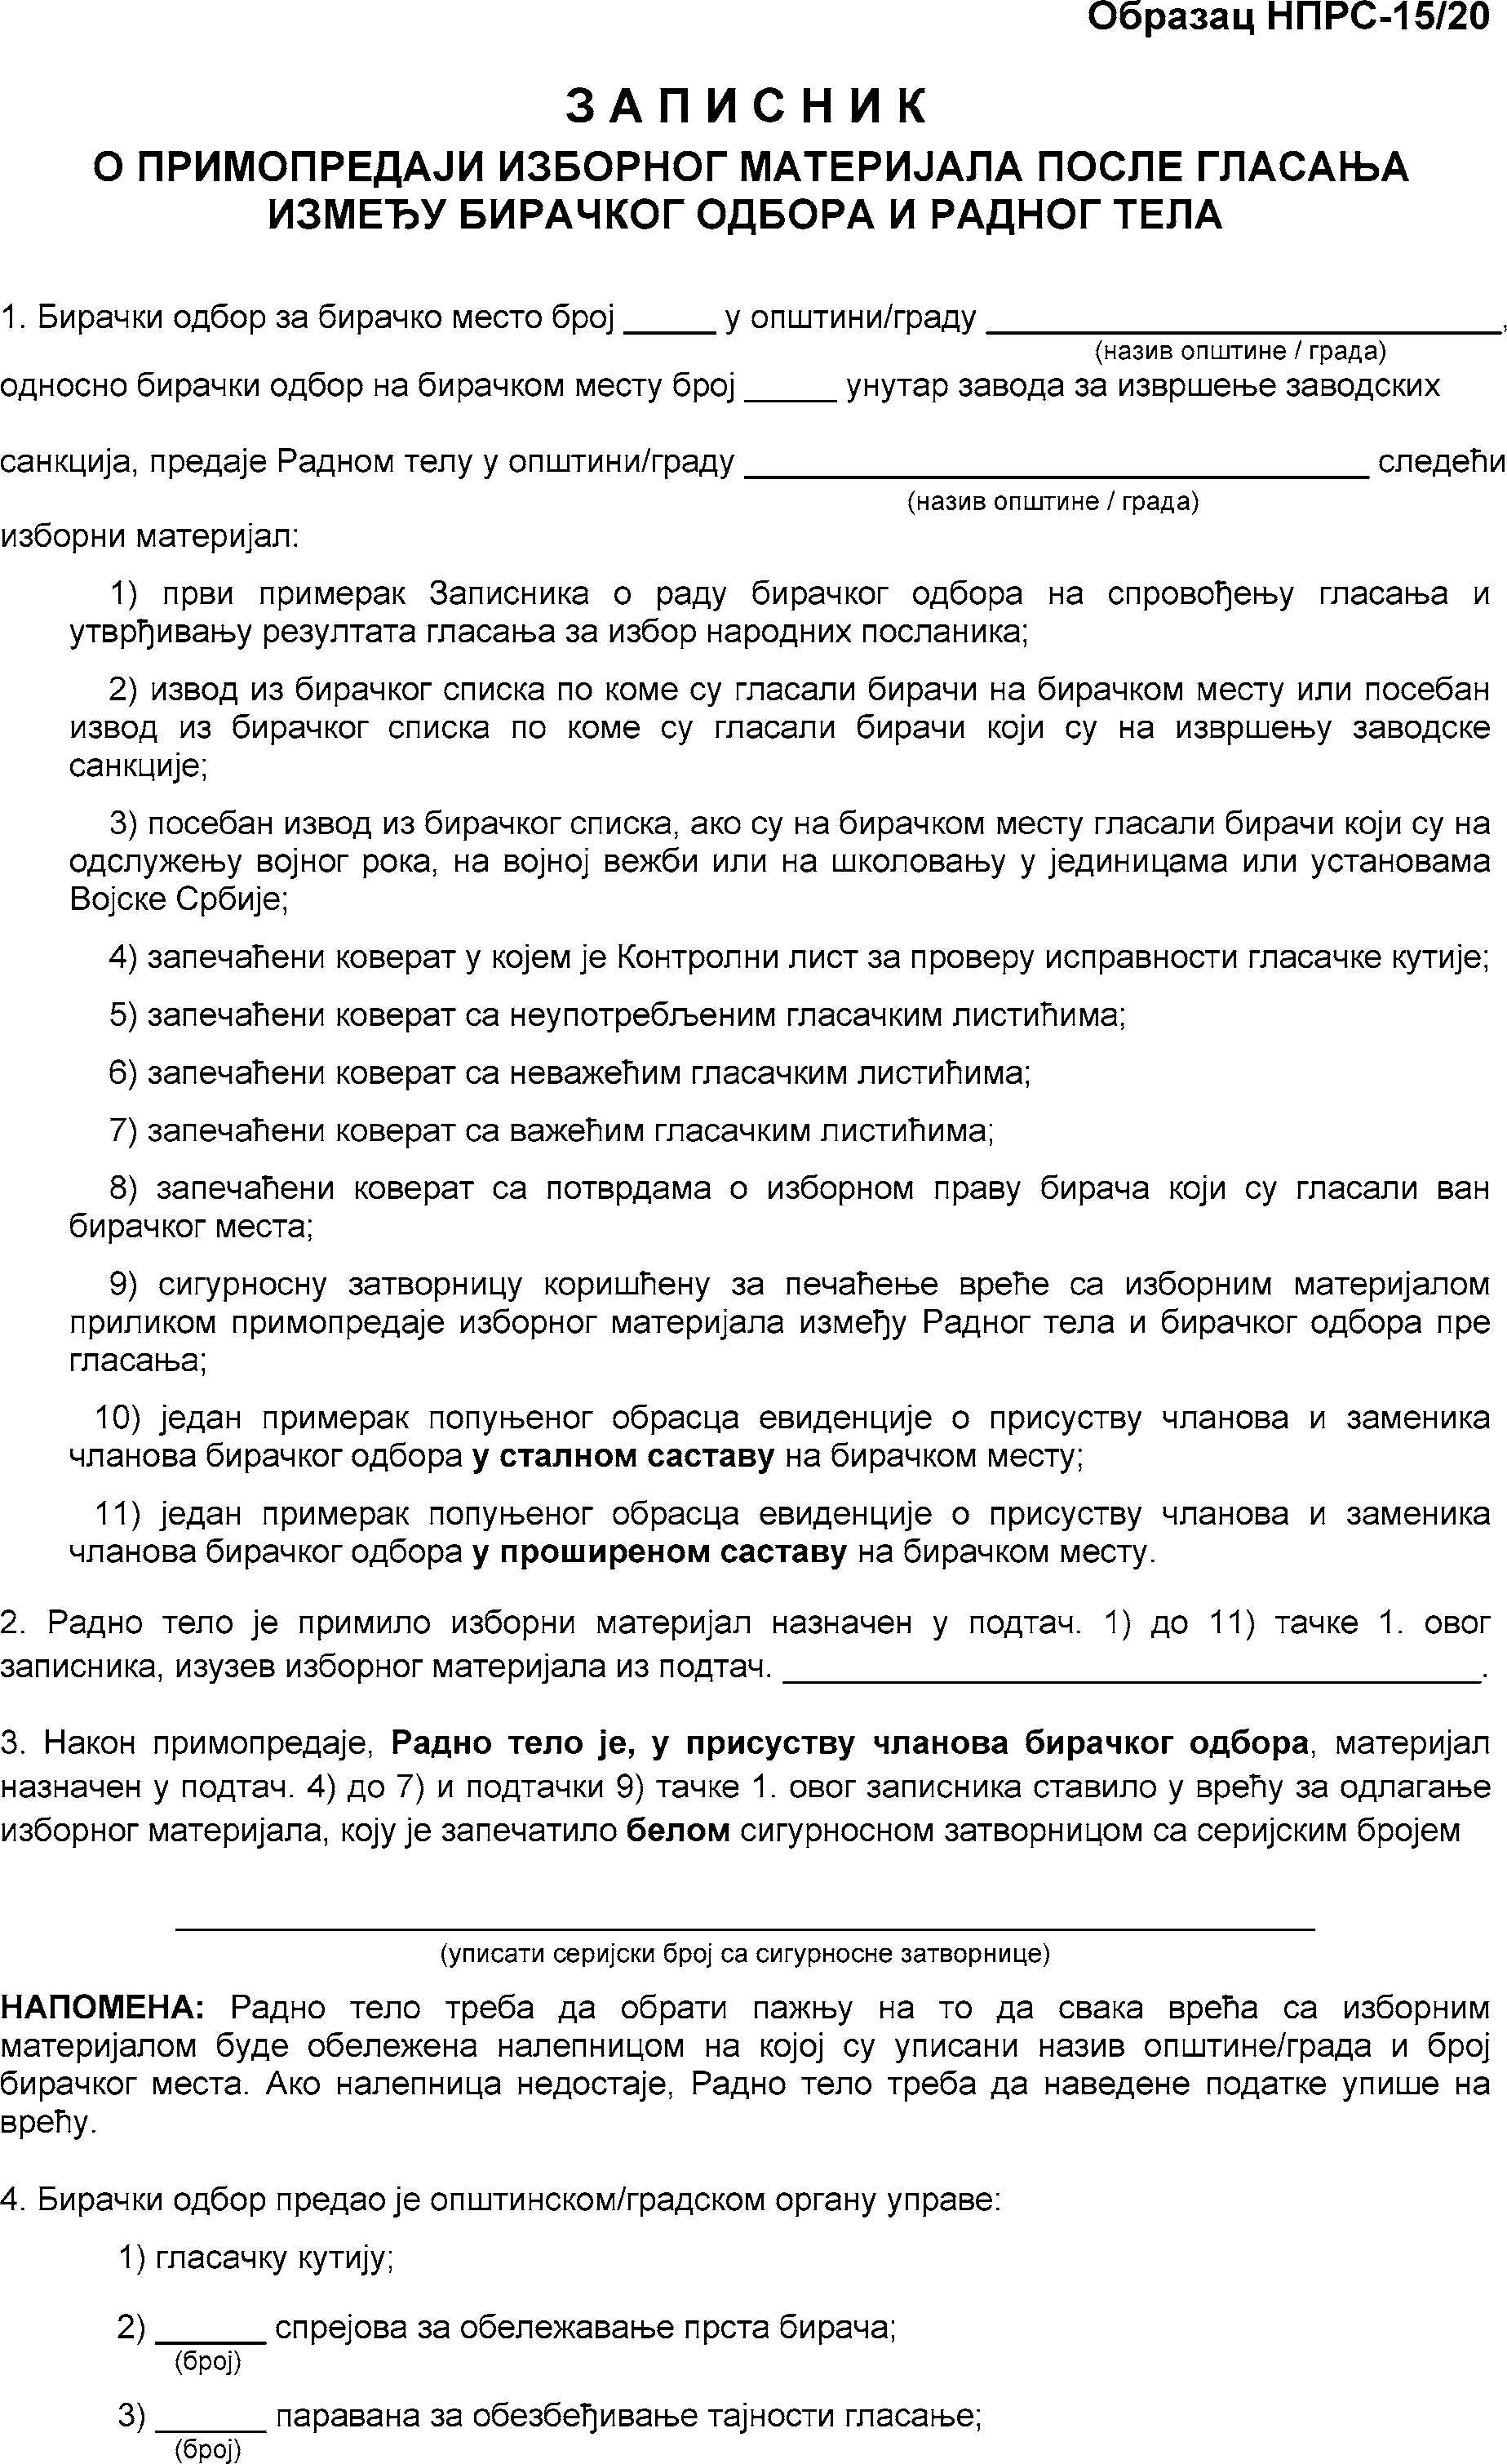 Образац НПРС-15/20
З А П И С Н И К
О ПРИМОПРЕДАЈИ ИЗБОРНОГ МАТЕРИЈАЛА ПОСЛЕ ГЛАСАЊА
ИЗМЕЂУ БИРАЧКОГ ОДБОРА И РАДНОГ ТЕЛА
1. Бирачки одбор за бирачко место број _____ у општини/граду ____________________________,
(назив општине / града)
односно бирачки одбор на бирачком месту број _____ унутар завода за извршење заводских
санкција, предаје Радном телу у општини/граду __________________________________ следећи
(назив општине / града)
изборни материјал:
1) први примерак Записника о раду бирачког одбора на спровођењу гласања и
утврђивању резултата гласања за избор народних посланика;
2) извод из бирачког списка по коме су гласали бирачи на бирачком месту или посебан
извод из бирачког списка по коме су гласали бирачи који су на извршењу заводске
санкције;
3) посебан извод из бирачког списка, ако су на бирачком месту гласали бирачи који су на
одслужењу војног рока, на војној вежби или на школовању у јединицама или установама
Војске Србије;
4) запечаћени коверат у којем је Контролни лист за проверу исправности гласачке кутије;
5) запечаћени коверат са неупотребљеним гласачким листићима;
6) запечаћени коверат са неважећим гласачким листићима;
7) запечаћени коверат са важећим гласачким листићима;
8) запечаћени коверат са потврдама о изборном праву бирача који су гласали ван
бирачког места;
9) сигурносну затворницу коришћену за печаћење вреће са изборним материјалом
приликом примопредаје изборног материјала између Радног тела и бирачког одбора пре
гласања;
10) један примерак попуњеног обрасца евиденције о присуству чланова и заменика
чланова бирачког одбора у сталном саставу на бирачком месту;
11) један примерак попуњеног обрасца евиденције о присуству чланова и заменика
чланова бирачког одбора у проширеном саставу на бирачком месту.
2. Радно тело је примило изборни материјал назначен у подтач. 1) до 11) тачке 1. овог
записника, изузев изборног материјала из подтач. ______________________________________.
3. Након примопредаје, Радно тело је, у присуству чланова бирачког одбора, материјал
назначен у подтач. 4) до 7) и подтачки 9) тачке 1. овог записника ставило у врећу за одлагање
изборног материјала, коју је запечатило белом сигурносном затворницом са серијским бројем
______________________________________________________________
(уписати серијски број са сигурносне затворнице)
НАПОМЕНА: Радно тело треба да обрати пажњу на то да свака врећа са изборним
материјалом буде обележена налепницом на којој су уписани назив општине/града и број
бирачког места. Ако налепница недостаје, Радно тело треба да наведене податке упише на
врећу.
4. Бирачки одбор предао је општинском/градском органу управе:
1) гласачку кутију;
2) ______ спрејова за обележавање прста бирача;
(број)
3) ______ паравана за обезбеђивање тајности гласање;
(број)